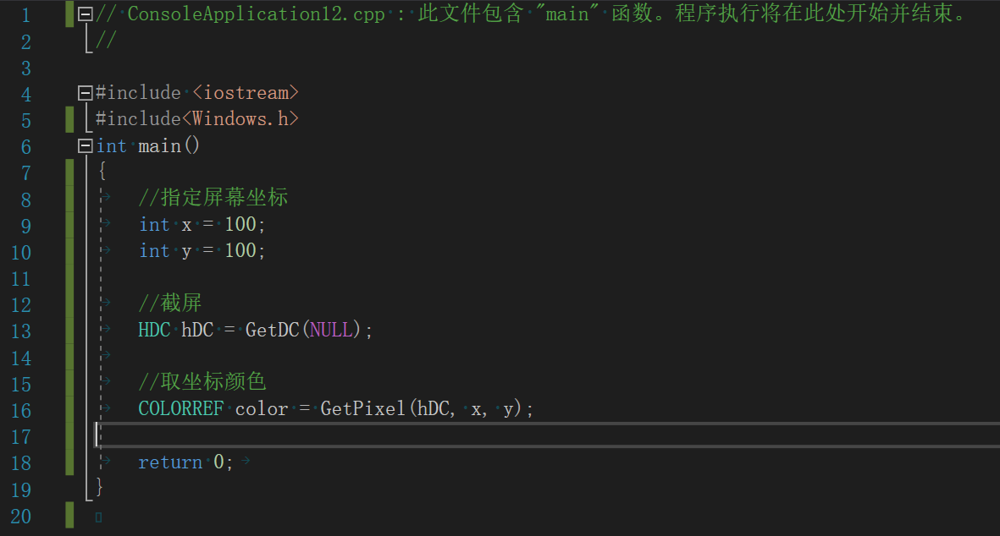 1 // ConsoleApplication12.cpp : 此文件包含 "main" 函数。程序执行将在此处开始并结束。
2 //
3
4 #include <iostream>
5 #include<Windows.h>
6 int main()
7 {
8 //指定屏幕坐标
9 int x = 100;
10 int y = 100;
11
12 //截屏
13 HDC hDC = GetDC(NULL);
14
15 //取坐标颜色
16 COLORREF color = GetPixel(hDC, x, y);
17
18 return 0;
19 }
20